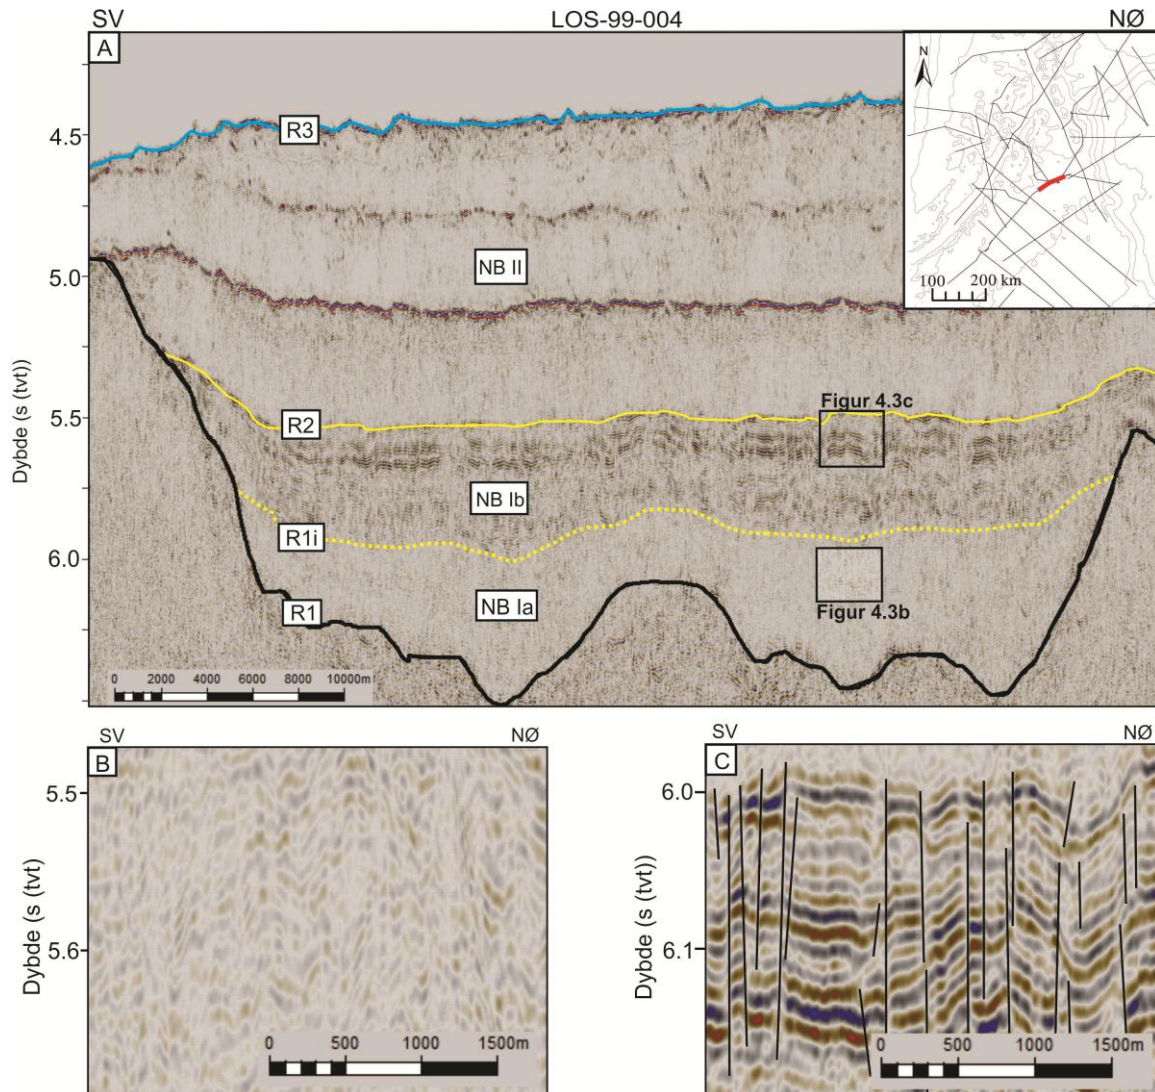 SV LOS-99-004 NØ
A
N
4.5
R3
100 200 km
NB II
5.0
Dybde (s (tvt))
Figur 4.3c
5.5
R2
NB Ib
R1i
6.0
NB Ia
R1
Figur 4.3b
0 2000 4000 6000 8000 10000m
SV NØ
B
5.5
Dybde (s (tvt)
5.6
0 500 1000 1500m
SV NØ
C
6.0
Dybde (s (tvt))
6.1
0 500 1000 1500m